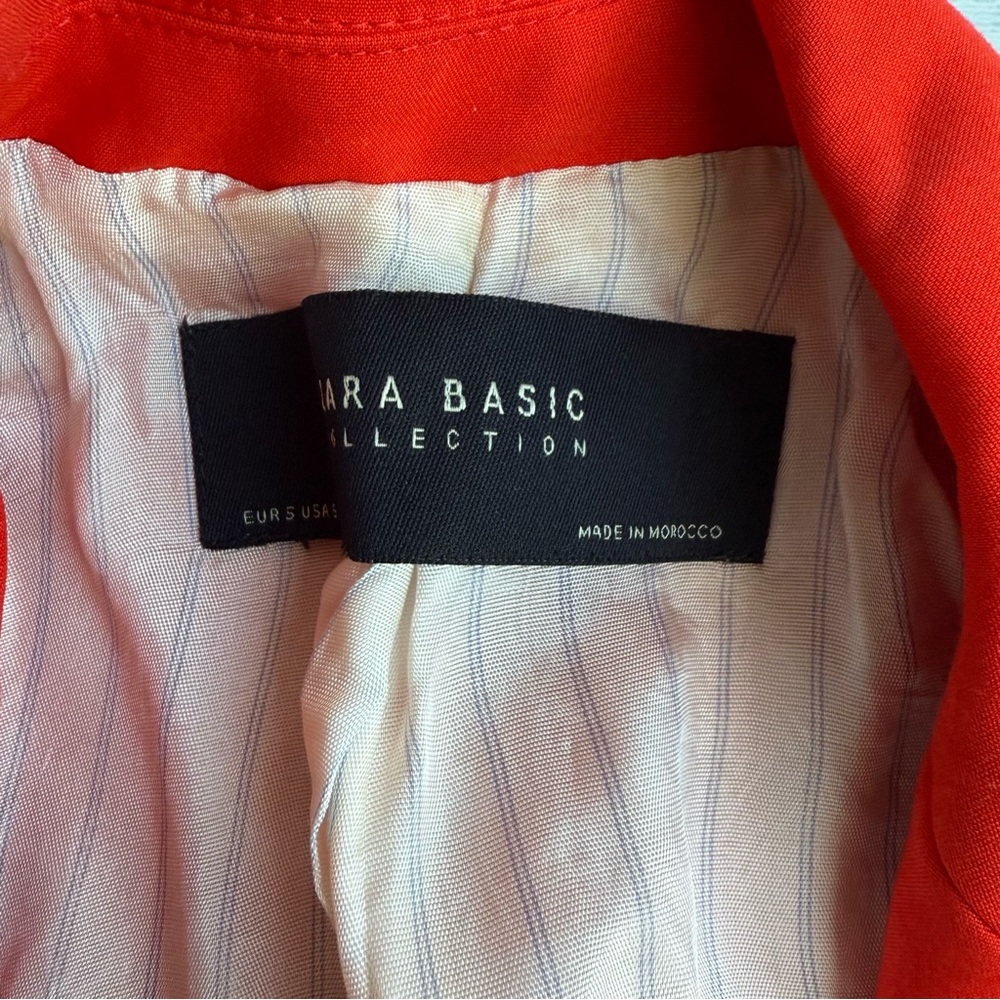 ARA BASIC
LLECTION
EUR S USA S
MADE IN MOROCCO